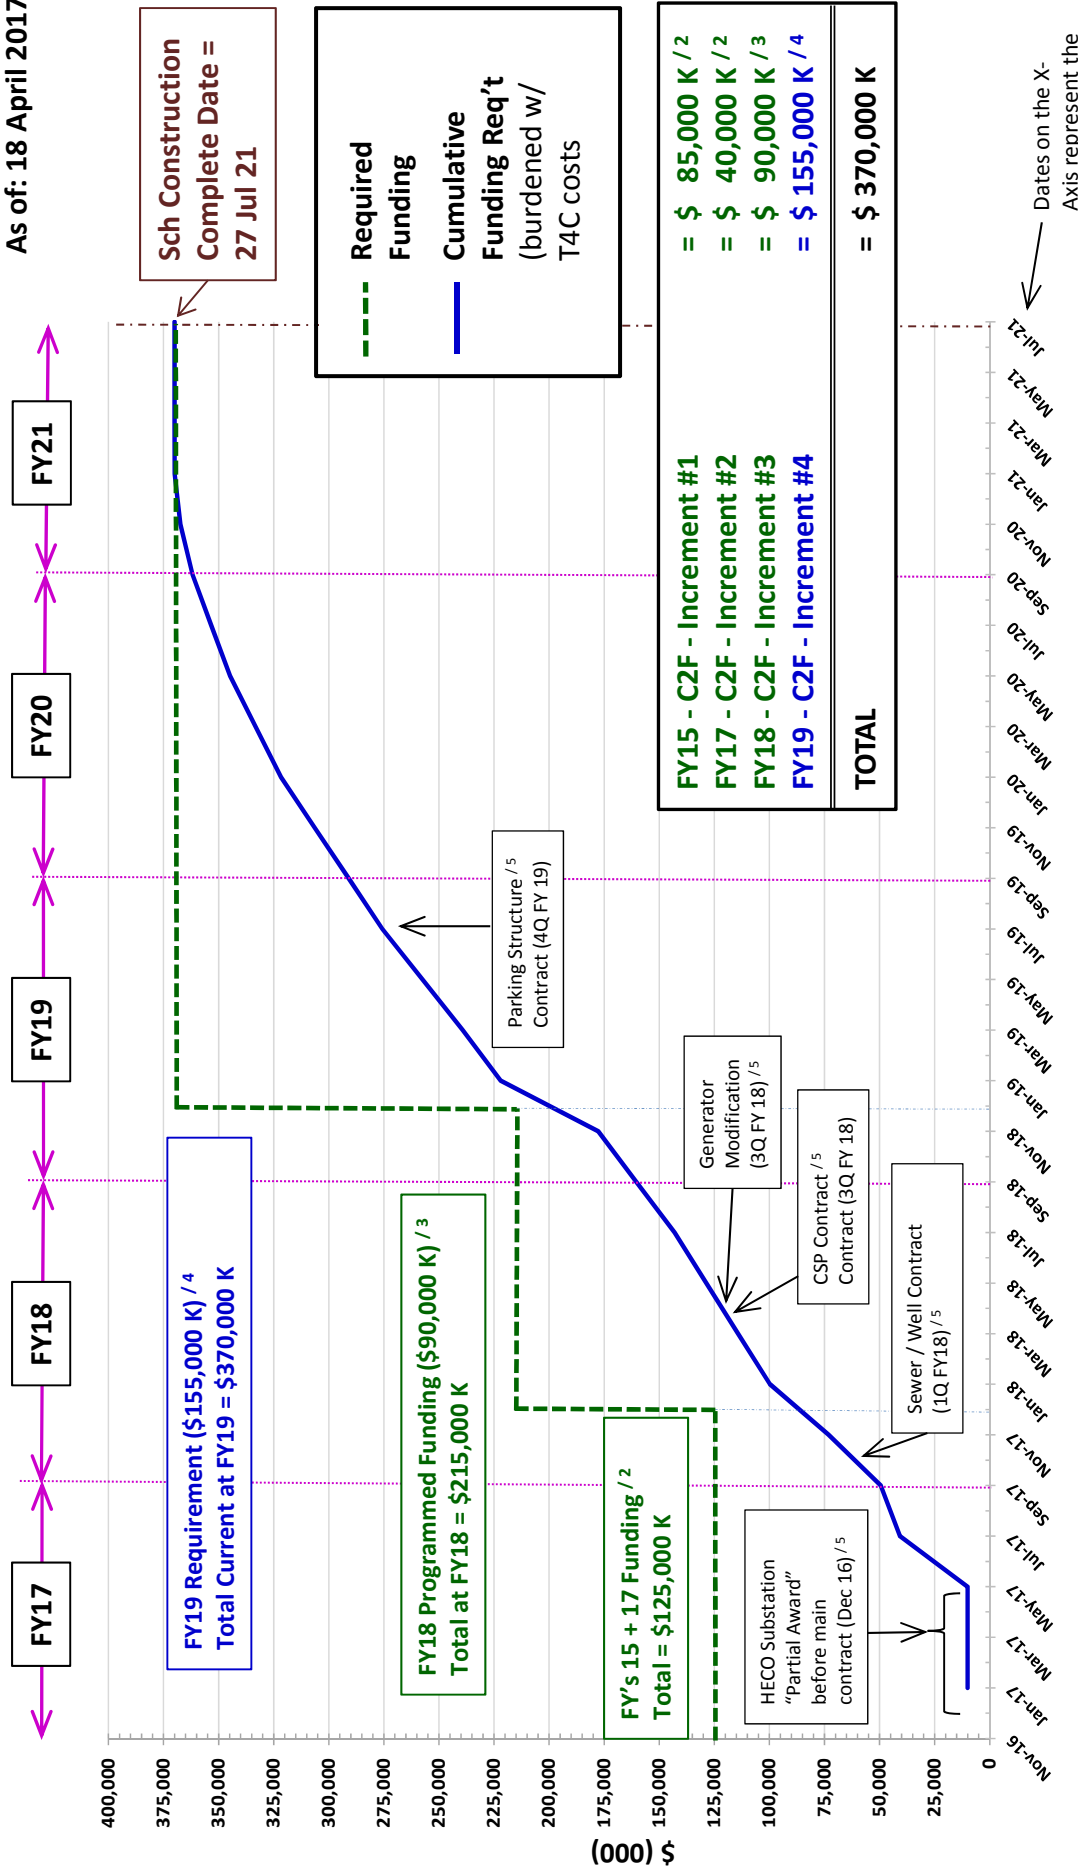 As of: 18 April 2017
FY17
FY18
FY19
FY20
FY21
$ (000)
400,000
375,000
350,000
325,000
300,000
275,000
250,000
225,000
200,000
175,000
150,000
125,000
100,000
75,000
50,000
25,000
0
Nov-16
Jan-17
Mar-17
May-17
Jul-17
Sep-17
Nov-17
Jan-18
Mar-18
May-18
Jul-18
Sep-18
Nov-18
Jan-19
Mar-19
May-19
Jul-19
Sep-19
Nov-19
Jan-20
Mar-20
May-20
Jul-20
Sep-20
Nov-20
Jan-21
Mar-21
May-21
Jul-21
FY19 Requirement ($155,000 K) / 4
Total Current at FY19 = $370,000 K
FY18 Programmed Funding ($90,000 K) / 3
Total at FY18 = $215,000 K
FY's 15 + 17 Funding / 2
Total = $125,000 K
HECO Substation
“Partial Award”
before main
contract (Dec 16) / 5
Sewer / Well Contract
(1Q FY18) / 5
CSP Contract / 5
Contract (3Q FY 18)
Generator
Modification
(3Q FY 18) / 5
Parking Structure / 5
Contract (4Q FY 19)
Sch Construction
Complete Date =
27 Jul 21
Required
Funding
Cumulative
Funding Req't
(burdened w/
T4C costs
FY15 - C2F - Increment #1 = $ 85,000 K / 2
FY17 - C2F - Increment #2 = $ 40,000 K / 2
FY18 - C2F - Increment #3 = $ 90,000 K / 3
FY19 - C2F - Increment #4 = $ 155,000 K / 4
TOTAL = $ 370,000 K
Dates on the X-
Axis represent the